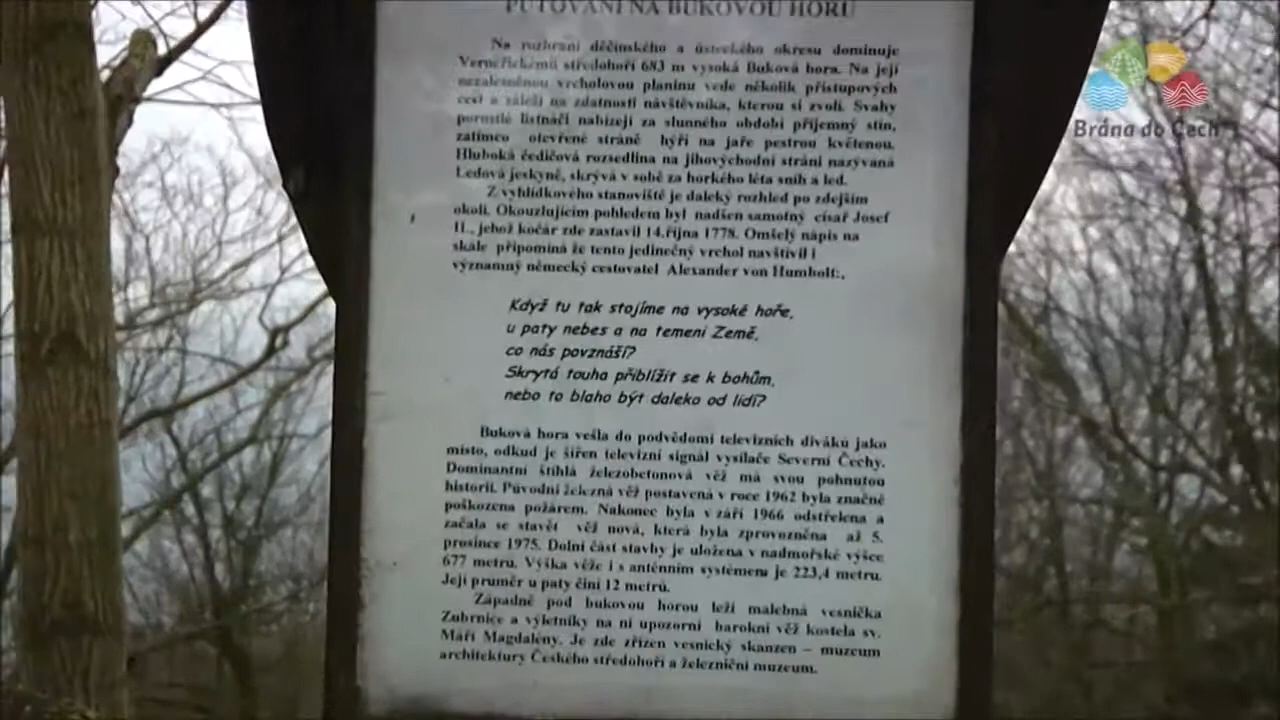 PUTOVÁNÍ NA BUKOVOU HORU
Brána do Čech
Na rozhraní děčínského a ústeckého okresu dominuje
Verneřickému středohoří 683 m vysoká Buková hora. Na její
nezalesněnou vrcholovou planinu vede několik přístupových
cest a záleží na zdatnosti návštěvníka, kterou si zvolí. Svahy
porostlé listnáči nabízejí za slunného období příjemný stín,
zatímco otevřené stráně hýří na jaře pestrou květenou.
Hluboká čedičová rozsedlina na jihovýchodní stráni nazývaná
Ledová jeskyně, skrývá v sobě za horkého léta sníh a led.
Z vyhlídkového stanoviště je daleký rozhled po zdejším
okolí. Okouzlujícím pohledem byl nadšen samotný císař Josef
II., jehož kočár zde zastavil 14.října 1778. Omšelý nápis na
skále připomíná že tento jedinečný vrchol navštívil i
významný německý cestovatel Alexander von Humbolt:,
Když tu tak stojíme na vysoké hoře,
u paty nebes a na temeni Země,
co nás povznáší?
Skrytá touha přiblížit se k bohům,
nebo to blaho být daleko od lidí?
Buková hora vešla do podvědomí televizních diváků jako
místo, odkud je šířen televizní signál vysílače Severní Čechy.
Dominantní štíhlá železobetonová věž má svou pohnutou
historii. Původní železná věž postavená v roce 1962 byla značně
poškozena požárem. Nakonec byla v září 1966 odstřelena a
začala se stavět věž nová, která byla zprovozněna až 5.
prosince 1975. Dolní část stavby je uložena v nadmořské výšce
677 metru. Výška věže i s anténním systémem je 223,4 metru.
Její pruměr u paty činí 12 metrů.
Západně pod bukovou horou leží malebná vesnička
Zubrnice a výletníky na ni upozorní barokní věž kostela sv.
Máří Magdalény. Je zde zřízen vesnický skanzen – muzeum
architektury Českého středohoří a železniční muzeum.